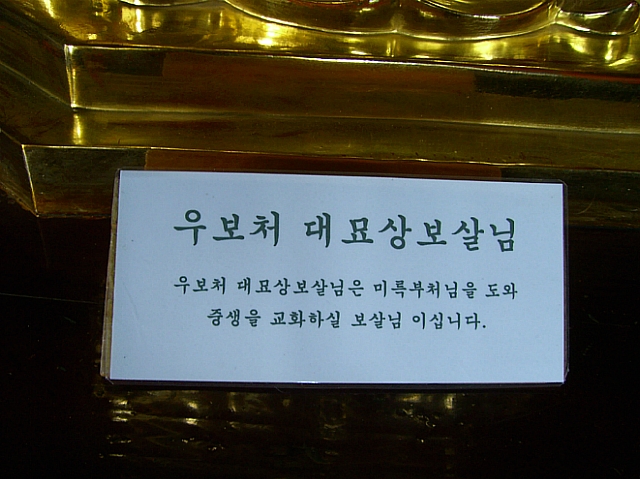 우보처 대묘상보살님
우보처 대묘상보살님은 미륵부처님을 도와
중생을 교화하실 보살님 이십니다.